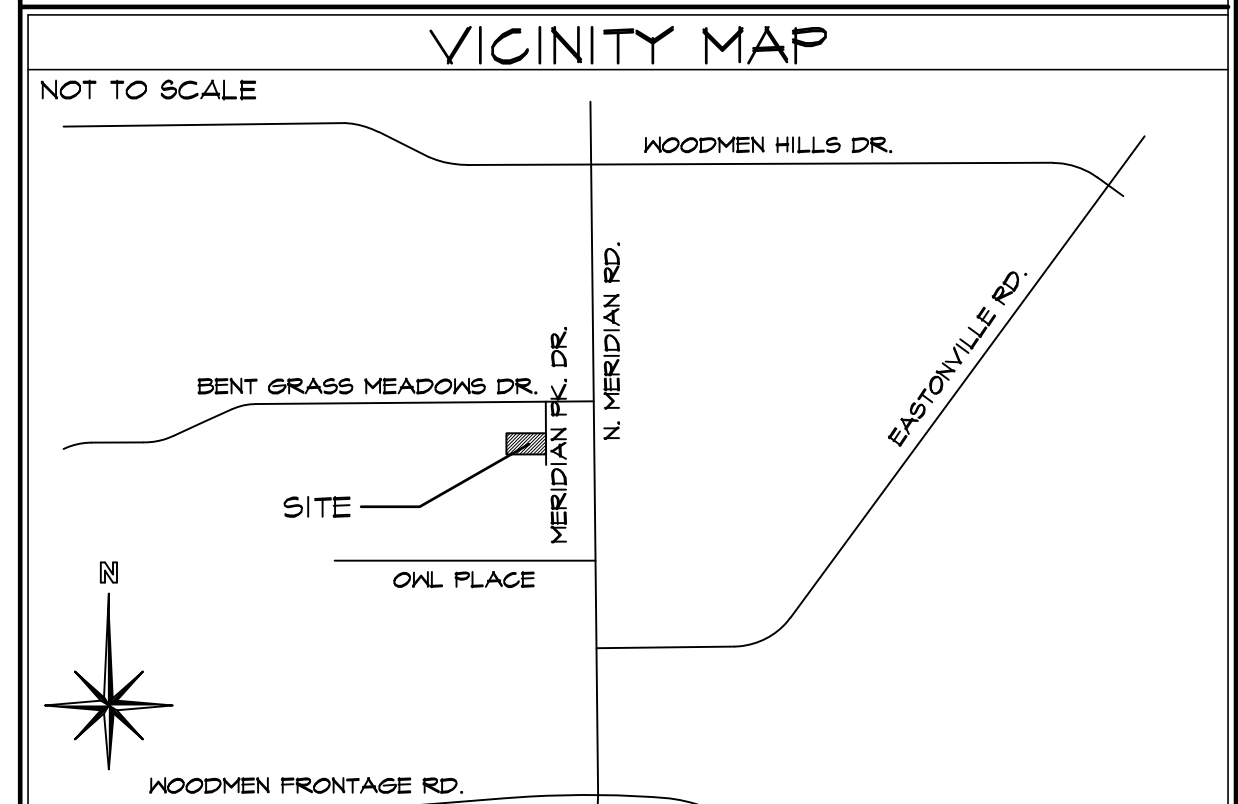 VICINITY MAP
NOT TO SCALE
WOODMEN HILLS DR.
N. MERIDIAN RD.
EASTONVILLE RD.
MERIDIAN PK. DR.
BENT GRASS MEADOWS DR.
SITE
OWL PLACE
N
WOODMEN FRONTAGE RD.